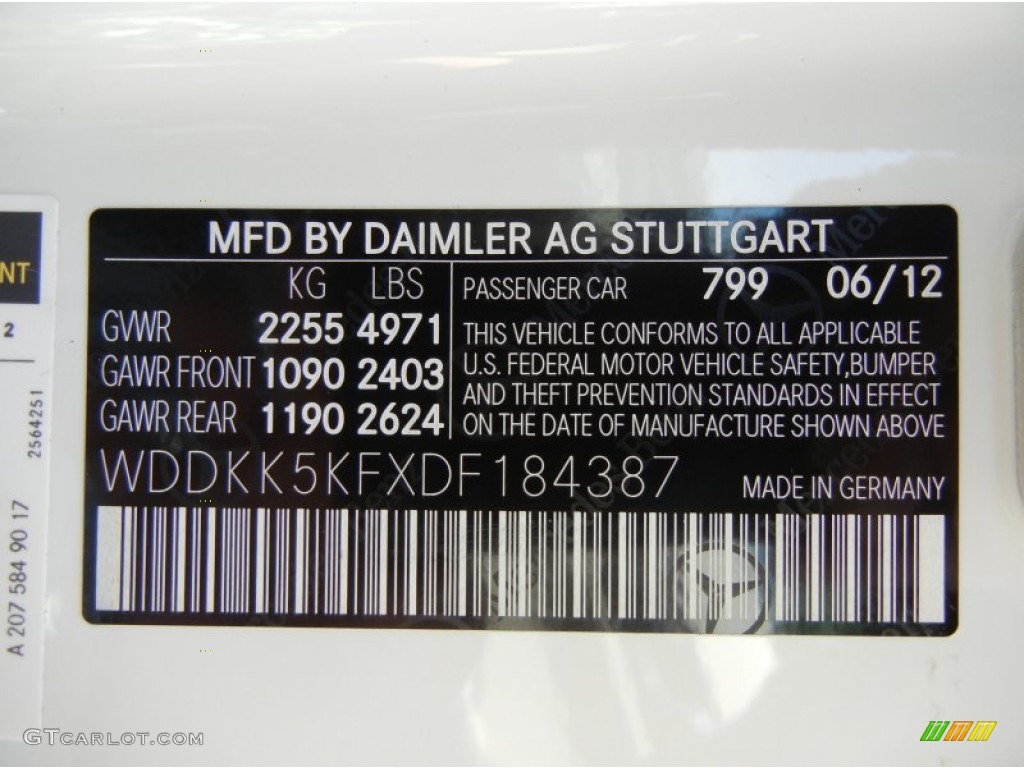 MFD BY DAIMLER AG STUTTGART
KG LBS
GVWR 2255 4971
GAWR FRONT 1090 2403
GAWR REAR 1190 2624
PASSENGER CAR 799 06/12
THIS VEHICLE CONFORMS TO ALL APPLICABLE
U.S. FEDERAL MOTOR VEHICLE SAFETY,BUMPER
AND THEFT PREVENTION STANDARDS IN EFFECT
ON THE DATE OF MANUFACTURE SHOWN ABOVE
WDDKK5KFXDF184387
MADE IN GERMANY
NT
2
2564251
A 207 584 90 17
GTCARLOT.COM